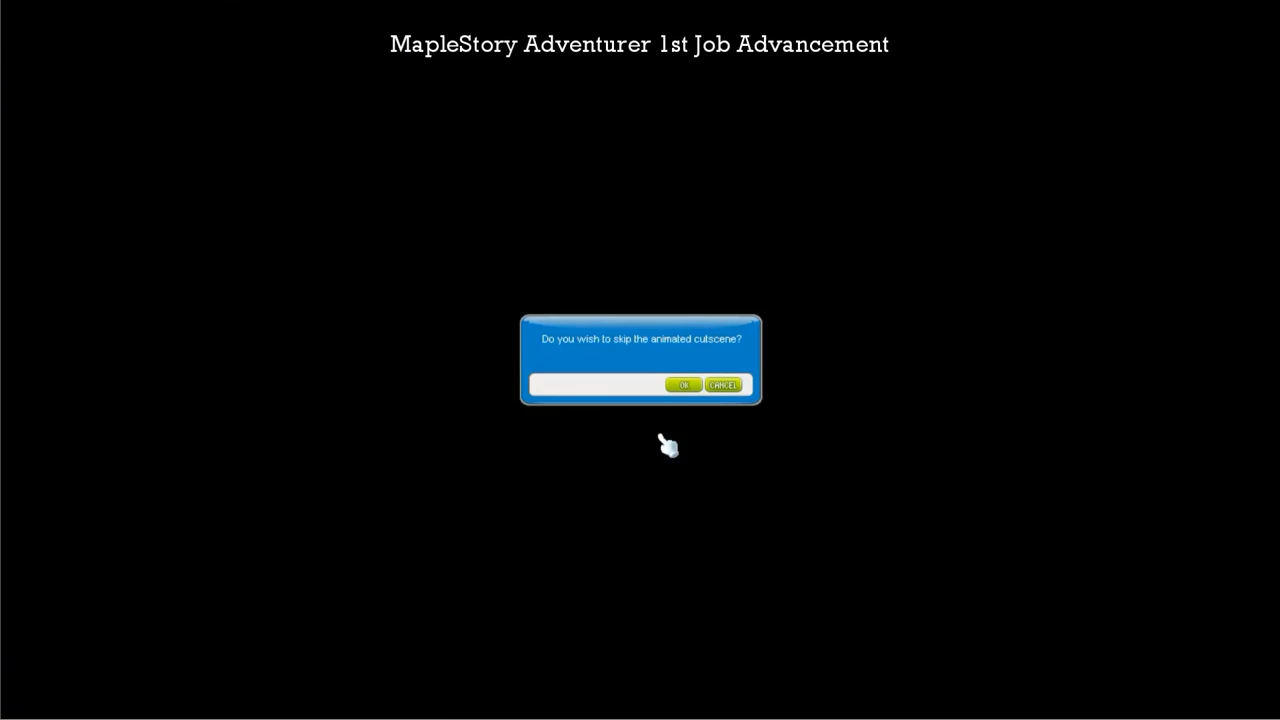 MapleStory Adventurer 1st Job Advancement
Do you wish to skip the animated cutscene?
OK CANCEL